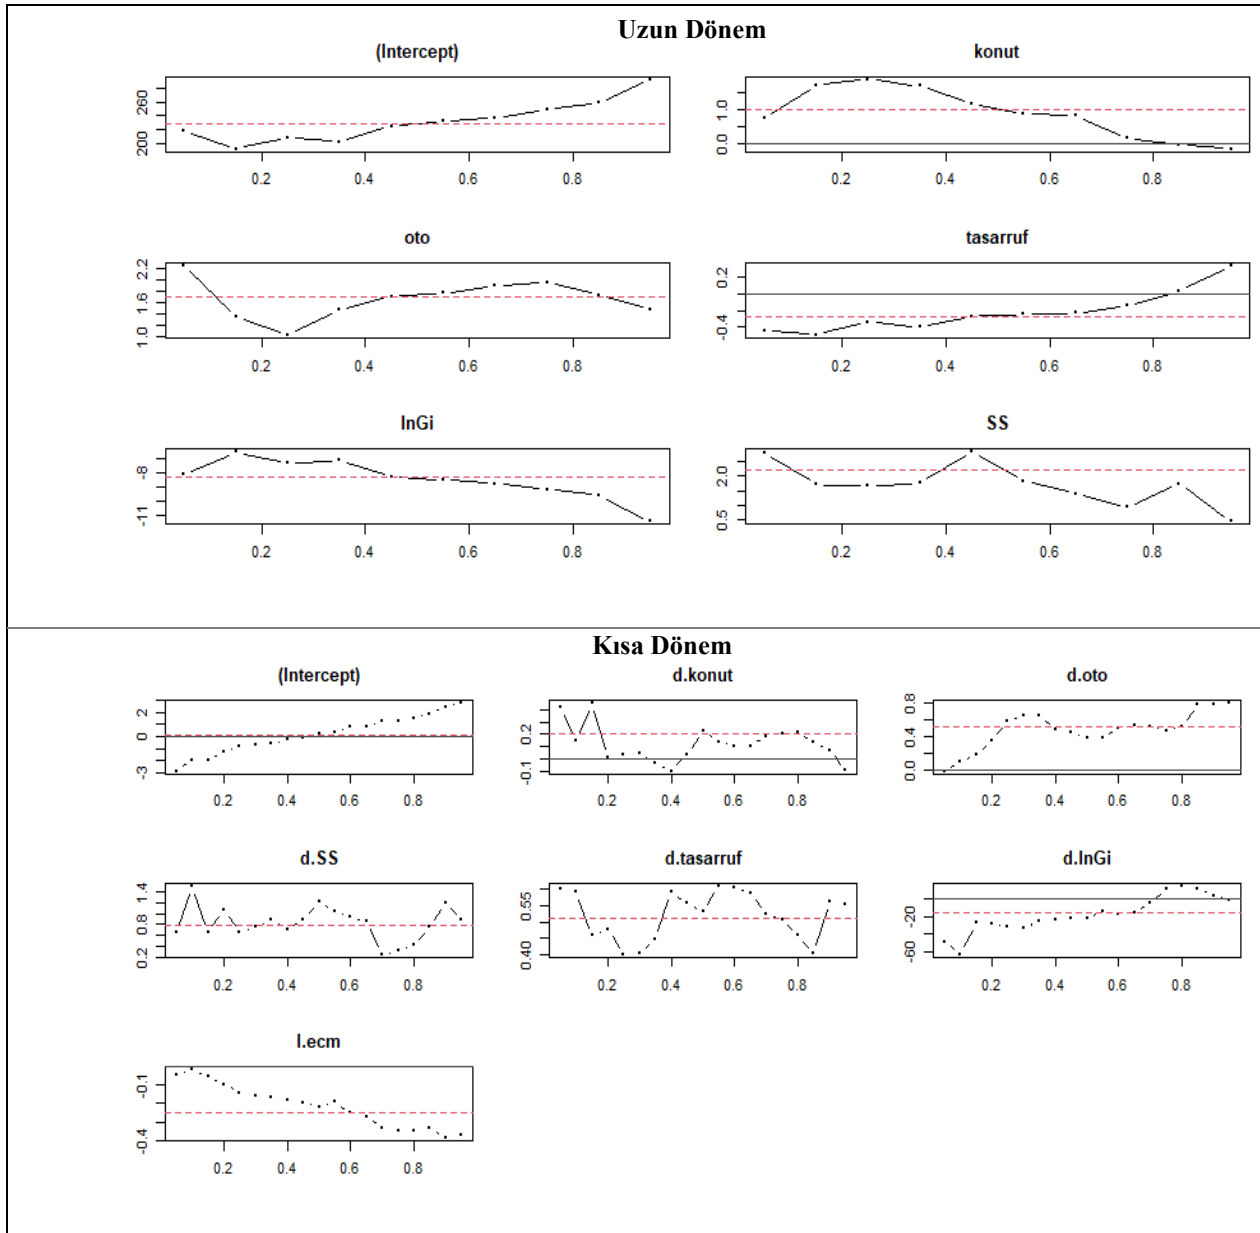 Uzun Dönem
(Intercept)
konut
200 260
0.0 1.0
0.2 0.4 0.6 0.8
0.2 0.4 0.6 0.8
oto
tasarruf
1.0 1.6 2.2
-0.4 0.2
0.2 0.4 0.6 0.8
0.2 0.4 0.6 0.8
lnGi
SS
-11 -8
0.5 2.0
0.2 0.4 0.6 0.8
0.2 0.4 0.6 0.8
Kısa Dönem
(Intercept)
d.konut
d.oto
-3 0 2
-0.1 0.2
0.0 0.4 0.8
0.2 0.4 0.6 0.8
0.2 0.4 0.6 0.8
0.2 0.4 0.6 0.8
d.SS
d.tasarruf
d.lnGi
0.2 0.8 1.4
0.40 0.55
-60 -20
0.2 0.4 0.6 0.8
0.2 0.4 0.6 0.8
0.2 0.4 0.6 0.8
l.ecm
-0.4 -0.1
0.2 0.4 0.6 0.8